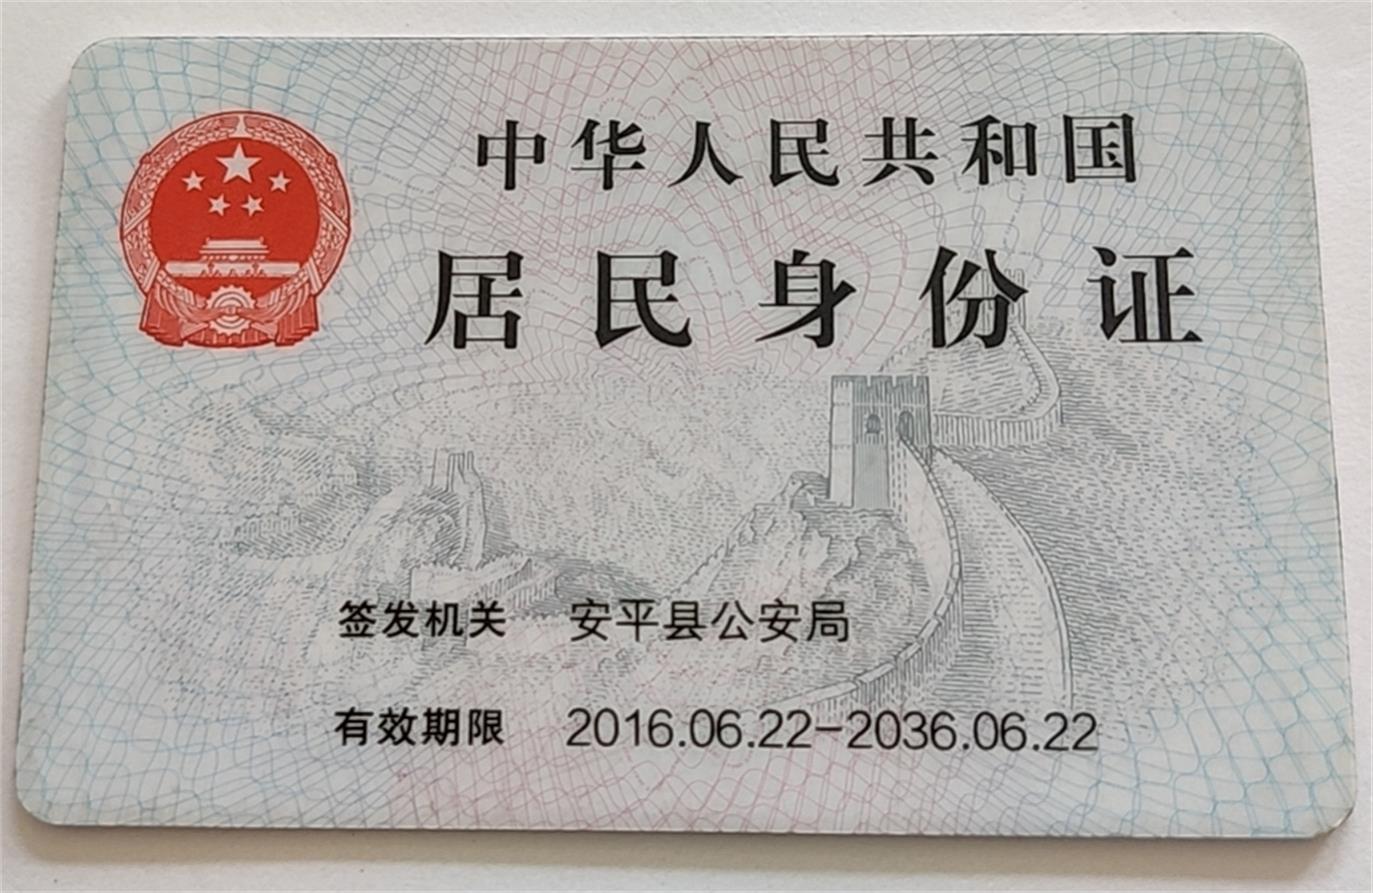 中华人民共和国
居民身份证
签发机关 安平县公安局
有效期限 2016.06.22-2036.06.22